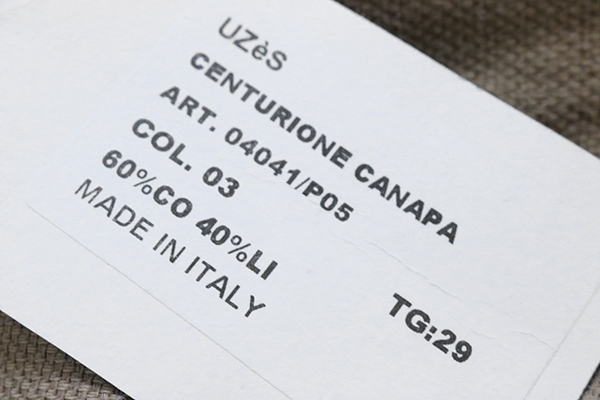 UZèS
CENTURIONE CANAPA
ART. 04041/P05
COL. 03
60%CO 40%LI
MADE IN ITALY
TG:29